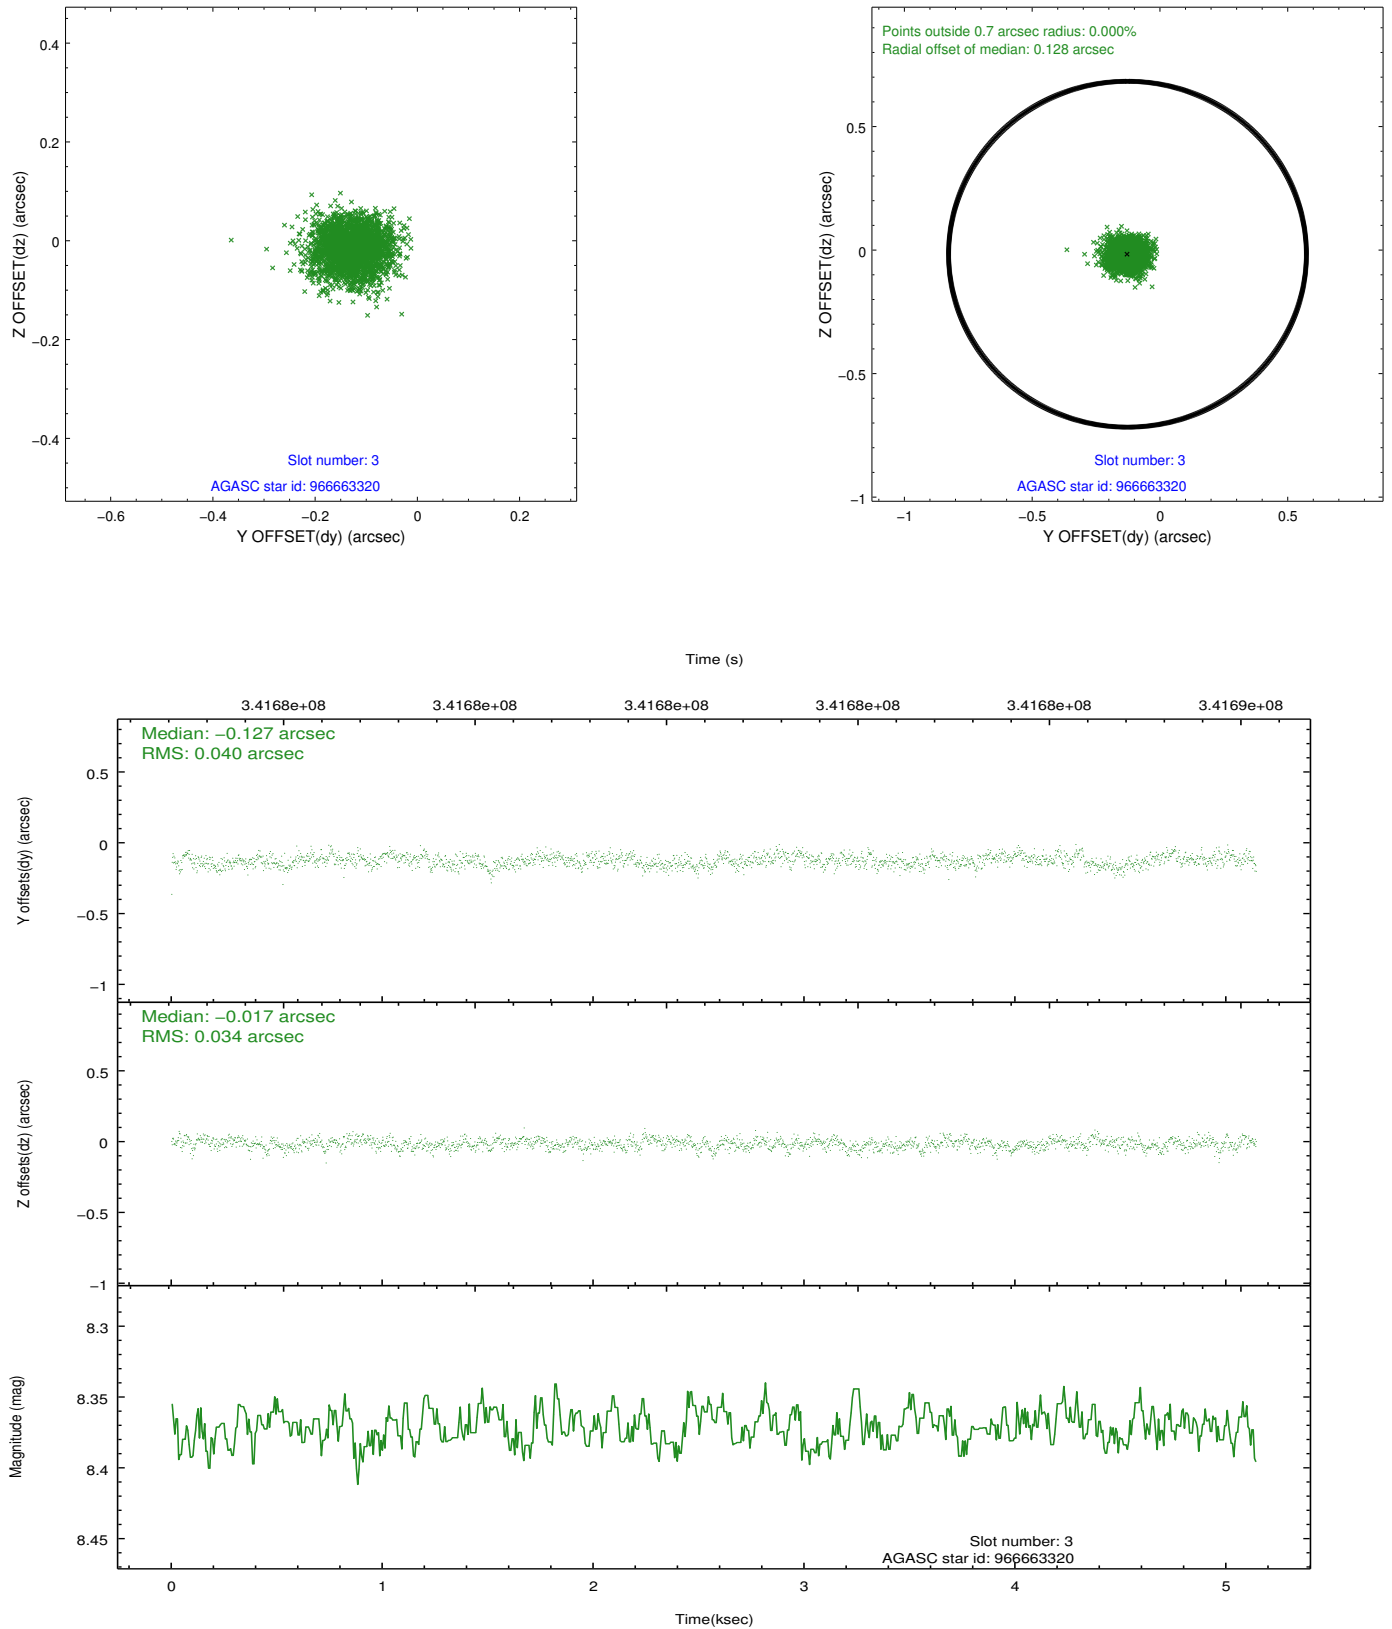 0.4
0.2
0
−0.2
−0.4
Z OFFSET(dz) (arcsec)
Slot number: 3
AGASC star id: 966663320
−0.6 −0.4 −0.2 0 0.2
Y OFFSET(dy) (arcsec)
Points outside 0.7 arcsec radius: 0.000%
Radial offset of median: 0.128 arcsec
0.5
0
−0.5
−1
Z OFFSET(dz) (arcsec)
Slot number: 3
AGASC star id: 966663320
−1 −0.5 0 0.5
Y OFFSET(dy) (arcsec)
Time (s)
3.4168e+08 3.4168e+08 3.4168e+08 3.4168e+08 3.4168e+08 3.4169e+08
Median: −0.127 arcsec
RMS: 0.040 arcsec
0.5
0
−0.5
−1
Y offsets(dy) (arcsec)
Median: −0.017 arcsec
RMS: 0.034 arcsec
0.5
0
−0.5
−1
Z offsets(dz) (arcsec)
8.3
8.35
8.4
8.45
Magnitude (mag)
Slot number: 3
AGASC star id: 966663320
0 1 2 3 4 5
Time(ksec)